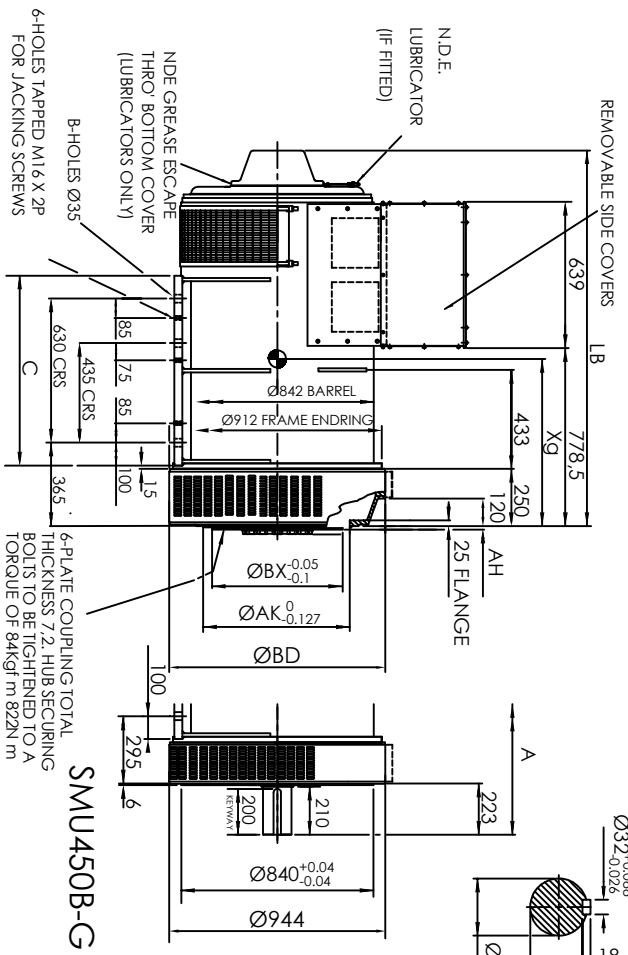 REMOVABLE SIDE COVERS
N.D.E.
LUBRICATOR
(IF FITTED)
NDE GREASE ESCAPE
THRO' BOTTOM COVER
(LUBRICATORS ONLY)
8-HOLES Ø35
6-HOLES TAPPED M16 X 2P
FOR JACKING SCREWS
LB
639
778,5
Xg
433
250
120
AH
25 FLANGE
Ø842 BARREL
Ø912 FRAME ENDRING
85
75
85
100
15
630 CRS
435 CRS
365
C
ØBX -0.05
-0.1
ØAK 0
-0.127
ØBD
6-PLATE COUPLING TOTAL
THICKNESS 7,2. HUB SECURING
BOLTS TO BE TIGHTENED TO A
TORQUE OF 84Kgf m 822N m
A
223
210
200
KEYWAY
100
295
6
Ø840 +0.04
-0.04
Ø944
SMU450B-G